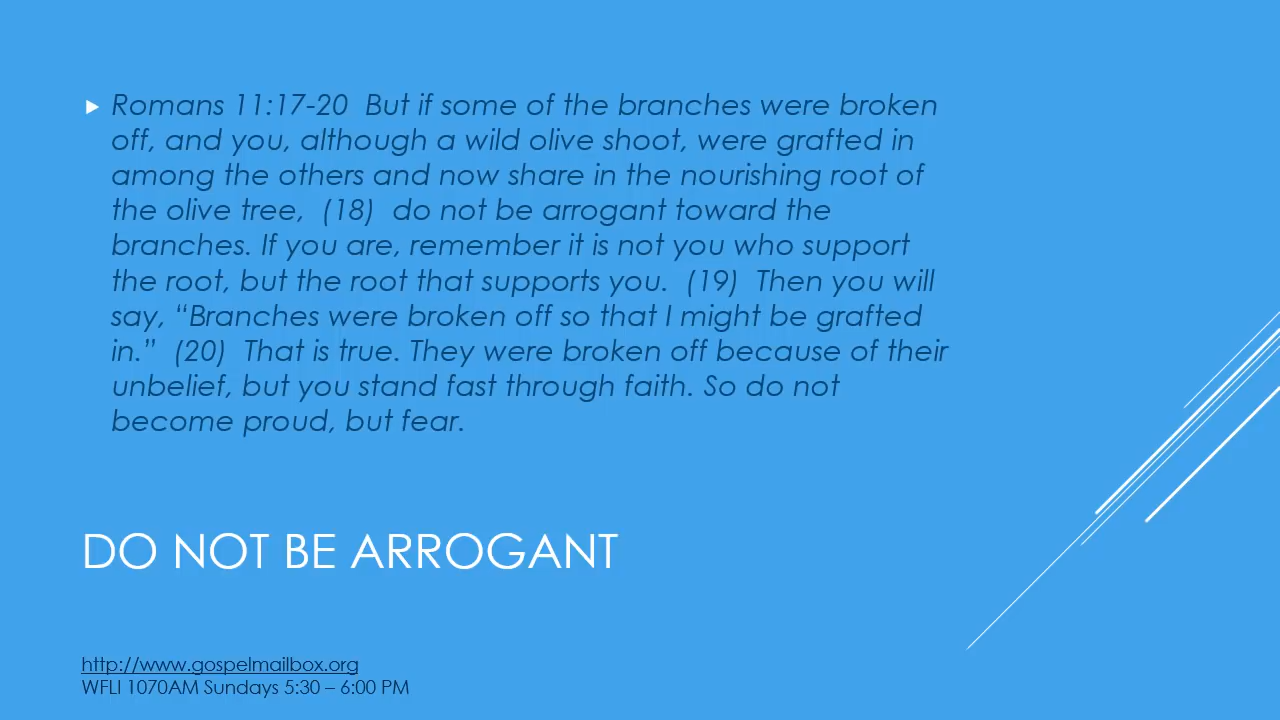 Romans 11:17-20  But if some of the branches were broken
off, and you, although a wild olive shoot, were grafted in
among the others and now share in the nourishing root of
the olive tree,  (18)  do not be arrogant toward the
branches. If you are, remember it is not you who support
the root, but the root that supports you.  (19)  Then you will
say, “Branches were broken off so that I might be grafted
in.”  (20)  That is true. They were broken off because of their
unbelief, but you stand fast through faith. So do not
become proud, but fear.
DO NOT BE ARROGANT
http://www.gospelmailbox.org
WFLI 1070AM Sundays 5:30 – 6:00 PM